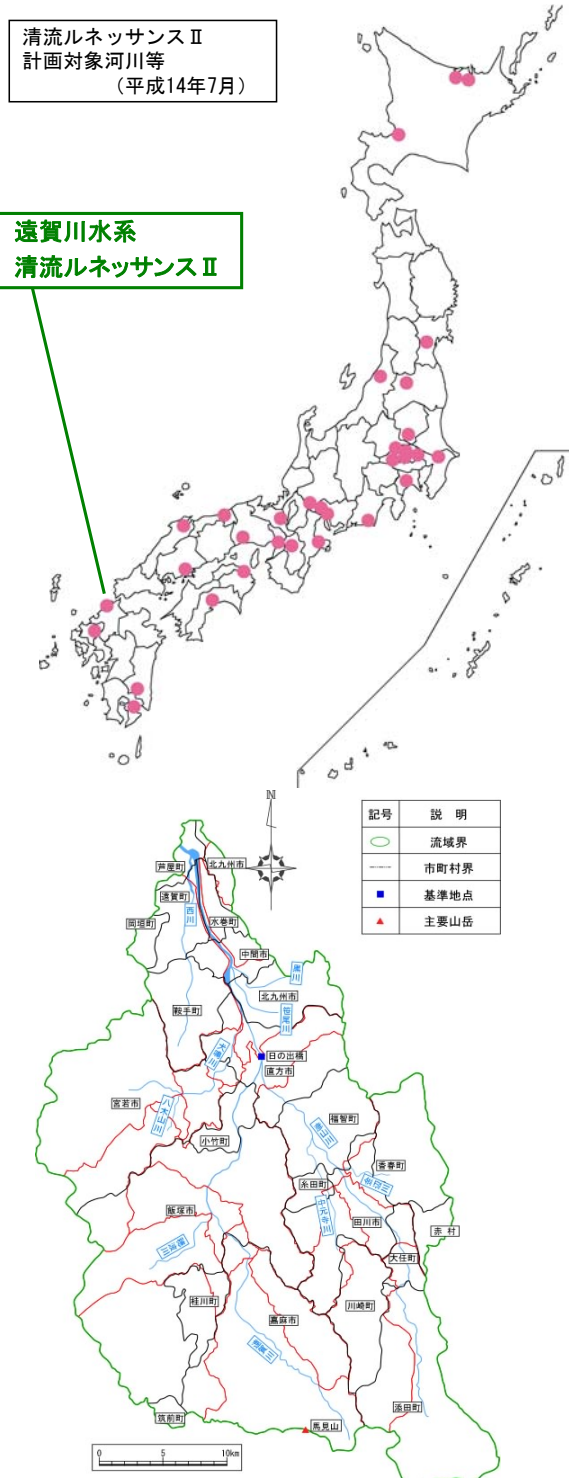 清流ルネッサンスⅡ
計画対象河川等
（平成14年7月）
遠賀川水系
清流ルネッサンスⅡ
N
記号 説 明
流域界
市町村界
基準地点
主要山岳
芦屋町
北九州市
遠賀町
岡垣町
西川
水巻町
中間市
黒川
北九州市
笹尾川
鞍手町
日の出橋
直方市
犬鳴川
宮若市
八木山川
福智町
小竹町
彦山川
香春町
糸田町
金辺川
中元寺川
田川市
赤 村
飯塚市
穂波川
大任町
桂川町
川崎町
嘉麻市
遠賀川
添田町
筑前町
馬見山
0 5 10km